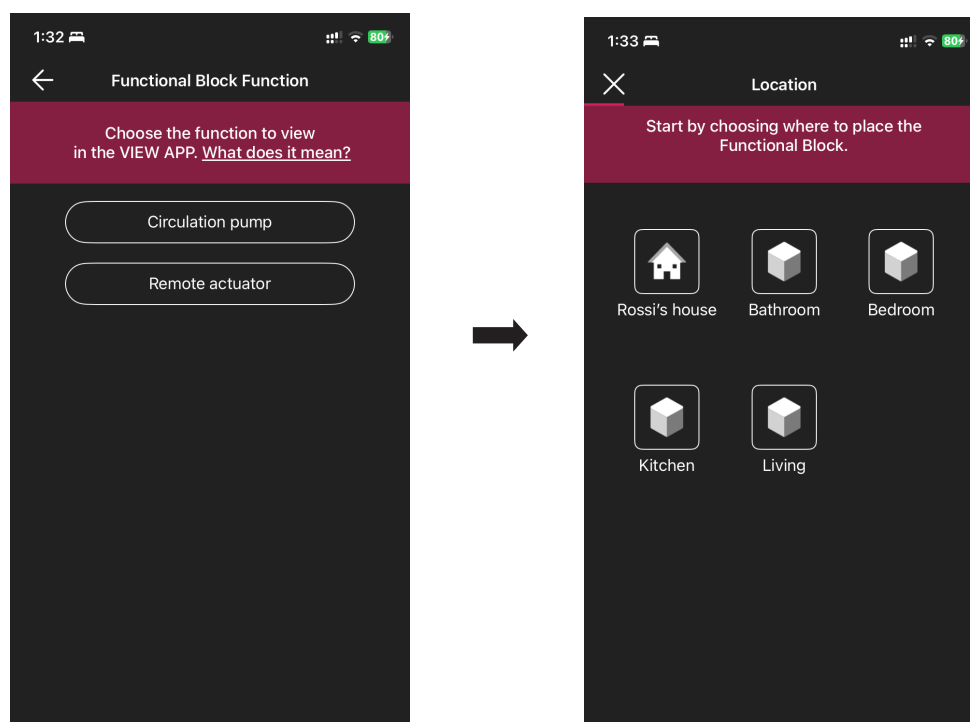 1:32
80
Functional Block Function
Choose the function to view
in the VIEW APP. What does it mean?
Circulation pump
Remote actuator
1:33
80
Location
Start by choosing where to place the
Functional Block.
Rossi's house
Bathroom
Bedroom
Kitchen
Living